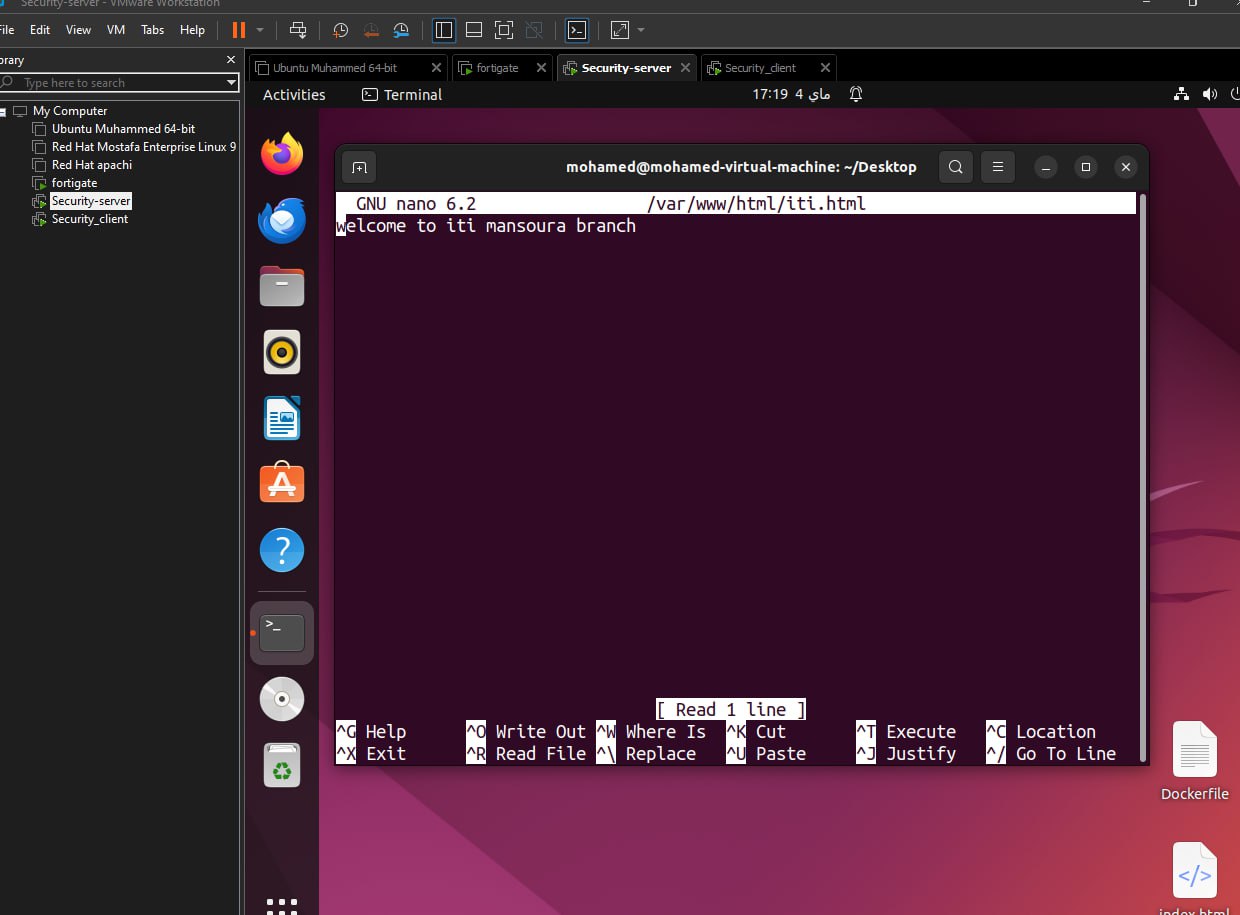 Security-server - VMware Workstation
File Edit View VM Tabs Help
Library
Type here to search
My Computer
Ubuntu Muhammed 64-bit
Red Hat Mostafa Enterprise Linux 9
Red Hat apachi
fortigate
Security-server
Security_client
Ubuntu Muhammed 64-bit fortigate Security-server Security_client
Activities Terminal 17:19 4 ماي
mohamed@mohamed-virtual-machine: ~/Desktop
GNU nano 6.2 /var/www/html/iti.html
welcome to iti mansoura branch
[ Read 1 line ]
^G Help ^O Write Out ^W Where Is ^K Cut ^T Execute ^C Location
^X Exit ^R Read File ^\ Replace ^U Paste ^J Justify ^/ Go To Line
Dockerfile
index.html